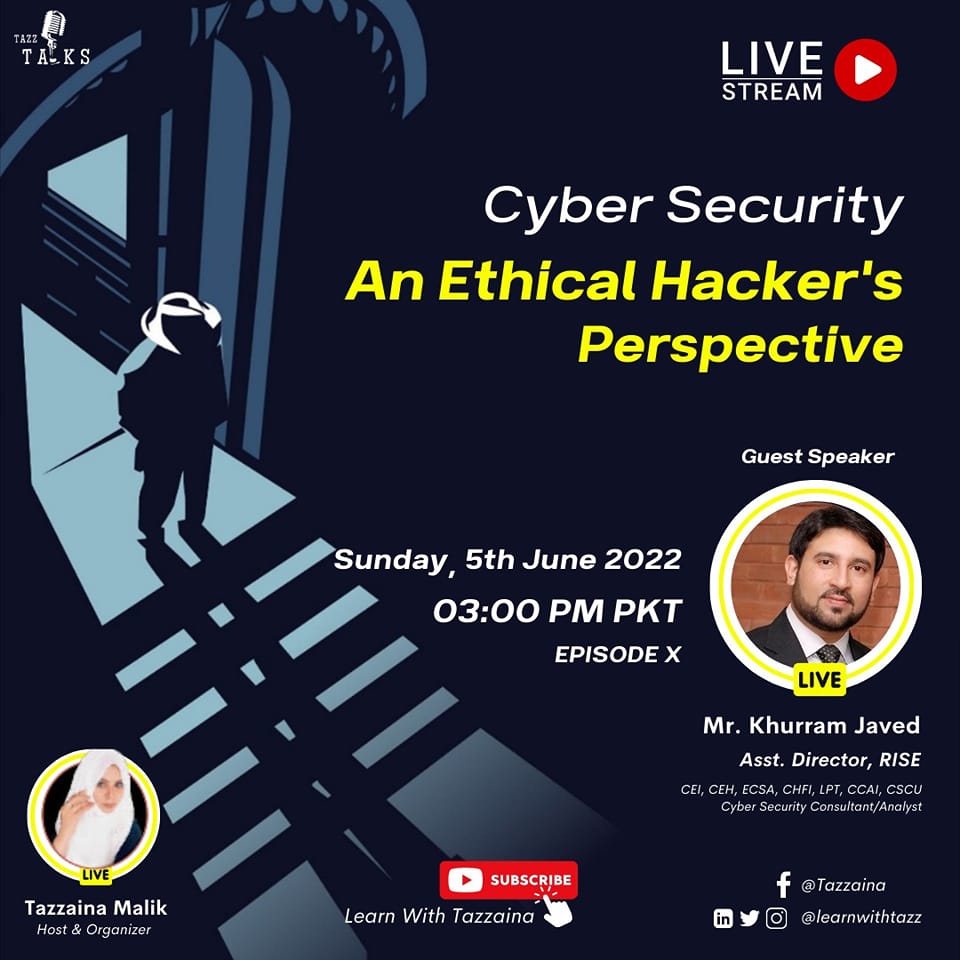 TAZZ
TALKS
LIVE
STREAM
Cyber Security
An Ethical Hacker's
Perspective
Guest Speaker
Sunday, 5th June 2022
03:00 PM PKT
EPISODE X
LIVE
Mr. Khurram Javed
Asst. Director, RISE
CEI, CEH, ECSA, CHFI, LPT, CCAI, CSCU
Cyber Security Consultant/Analyst
LIVE
Tazzaina Malik
Host & Organizer
SUBSCRIBE
Learn With Tazzaina
@Tazzaina
@learnwithtazz